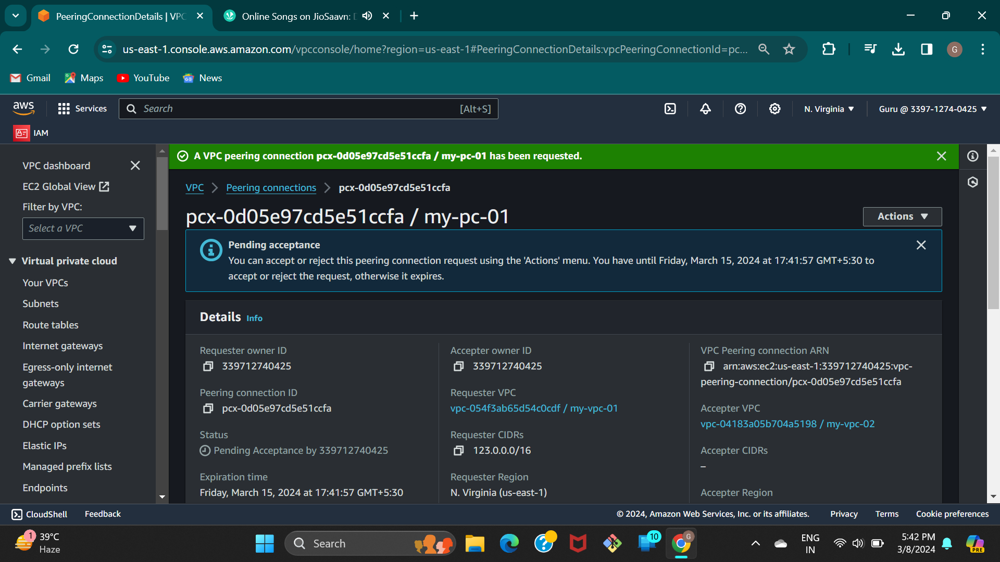 PeeringConnectionDetails | VPC
Online Songs on JioSaavn: D
us-east-1.console.aws.amazon.com/vpcconsole/home?region=us-east-1#PeeringConnectionDetails:vpcPeeringConnectionId=pc...
G
Gmail
Maps
YouTube
News
aws
Services
Search
[Alt+S]
N. Virginia
Guru @ 3397-1274-0425
IAM
VPC dashboard
EC2 Global View
Filter by VPC:
Select a VPC
Virtual private cloud
Your VPCs
Subnets
Route tables
Internet gateways
Egress-only internet
gateways
Carrier gateways
DHCP option sets
Elastic IPs
Managed prefix lists
Endpoints
A VPC peering connection pcx-0d05e97cd5e51ccfa / my-pc-01 has been requested.
VPC
Peering connections
pcx-0d05e97cd5e51ccfa
pcx-0d05e97cd5e51ccfa / my-pc-01
Actions
Pending acceptance
You can accept or reject this peering connection request using the 'Actions' menu. You have until Friday, March 15, 2024 at 17:41:57 GMT+5:30 to
accept or reject the request, otherwise it expires.
Details Info
Requester owner ID
339712740425
Peering connection ID
pcx-0d05e97cd5e51ccfa
Status
Pending Acceptance by 339712740425
Expiration time
Friday, March 15, 2024 at 17:41:57 GMT+5:30
Accepter owner ID
339712740425
Requester VPC
vpc-054f3ab65d54c0cdf / my-vpc-01
Requester CIDRs
123.0.0.0/16
Requester Region
N. Virginia (us-east-1)
VPC Peering connection ARN
arn:aws:ec2:us-east-1:339712740425:vpc-
peering-connection/pcx-0d05e97cd5e51ccfa
Accepter VPC
vpc-04183a05b704a5198 / my-vpc-02
Accepter CIDRs
–
Accepter Region
CloudShell
Feedback
© 2024, Amazon Web Services, Inc. or its affiliates.
Privacy
Terms
Cookie preferences
1
39°C
Haze
Search
10
G
ENG
IN
5:42 PM
3/8/2024
PRE